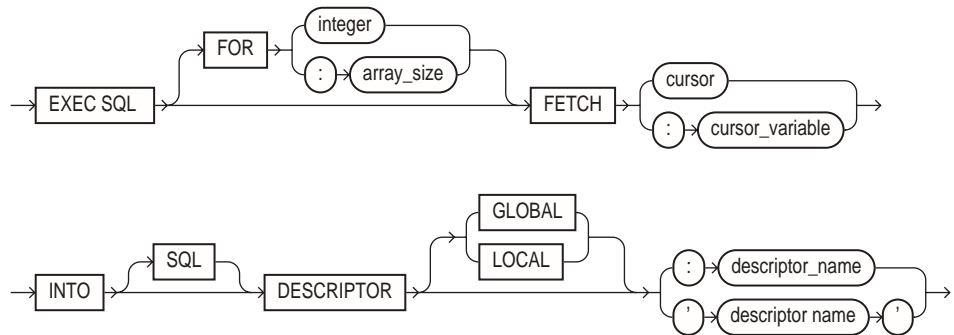 integer
FOR
: array_size
EXEC SQL
FETCH
cursor
: cursor_variable
GLOBAL
SQL
LOCAL
INTO
DESCRIPTOR
: descriptor_name
' descriptor name '